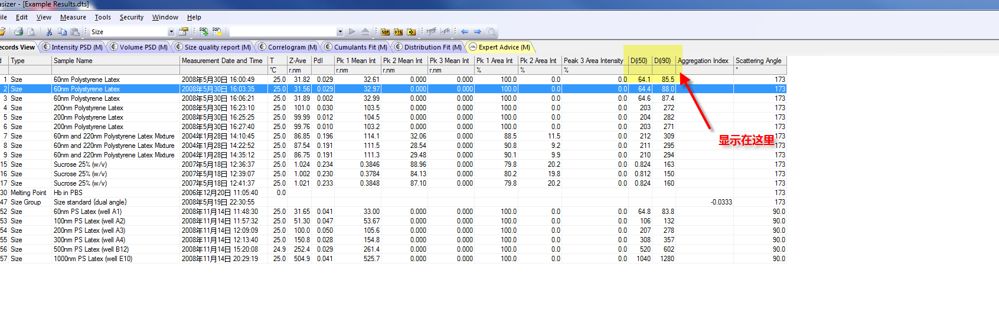 asizer - [Example Results.dts]
ile Edit View Measure Tools Security Window Help
Size SOP DTS
ecords View Intensity PSD (M) Volume PSD (M) Size quality report (M) Correlogram (M) Cumulants Fit (M) Distribution Fit (M) Expert Advice (M)
d Type Sample Name Measurement Date and Time T Z-Ave PdI Pk 1 Mean Int Pk 2 Mean Int Pk 3 Mean Int Pk 1 Area Int Pk 2 Area Int Peak 3 Area Intensity D(i50) D(i90) Aggregation Index Scattering Angle
°C r.nm r.nm r.nm r.nm % % % °
1 Size 60nm Polystyrene Latex 2008年5月30日 16:00:49 25.0 31.82 0.029 32.61 0.000 0.000 100.0 0.0 0.0 64.1 85.5 173
2 Size 60nm Polystyrene Latex 2008年5月30日 16:03:35 25.0 31.56 0.029 32.97 0.000 0.000 100.0 0.0 0.0 64.4 88.0 173
3 Size 60nm Polystyrene Latex 2008年5月30日 16:06:21 25.0 31.89 0.002 32.99 0.000 0.000 100.0 0.0 0.0 64.6 87.4 173
4 Size 200nm Polystyrene Latex 2008年5月30日 16:23:10 25.0 101.0 0.030 103.5 0.000 0.000 100.0 0.0 0.0 203 272 173
5 Size 200nm Polystyrene Latex 2008年5月30日 16:25:25 25.0 99.99 0.012 104.5 0.000 0.000 100.0 0.0 0.0 204 282 173
6 Size 200nm Polystyrene Latex 2008年5月30日 16:27:40 25.0 99.76 0.010 103.2 0.000 0.000 100.0 0.0 0.0 203 271 173
7 Size 60nm and 220nm Polystyrene Latex Mixture 2004年1月28日 14:10:45 25.0 86.85 0.196 114.1 32.06 0.000 88.5 11.5 0.0 212 309 173
显示在这里
8 Size 60nm and 220nm Polystyrene Latex Mixture 2004年1月28日 14:22:52 25.0 87.54 0.191 111.5 28.54 0.000 90.8 9.2 0.0 211 295 173
9 Size 60nm and 220nm Polystyrene Latex Mixture 2004年1月28日 14:35:12 25.0 86.75 0.191 111.3 29.48 0.000 90.1 9.9 0.0 210 294 173
15 Size Sucrose 25% (w/v) 2007年5月18日 12:36:37 25.0 1.024 0.234 0.3846 88.96 0.000 79.8 20.2 0.0 0.824 163 173
16 Size Sucrose 25% (w/v) 2007年5月18日 12:39:07 25.0 1.002 0.230 0.3784 84.13 0.000 80.2 19.8 0.0 0.812 150 173
17 Size Sucrose 25% (w/v) 2007年5月18日 12:41:37 25.0 1.021 0.233 0.3848 87.10 0.000 79.8 20.2 0.0 0.824 160 173
30 Melting Point Hb in PBS 2006年12月20日 11:05:40 0.0 173
47 Size Group Size standard {dual angle} 2008年5月19日 22:30:55 -0.0333 173
52 Size 60nm PS Latex (well A1) 2008年11月14日 11:48:30 25.0 31.65 0.041 33.00 0.000 0.000 100.0 0.0 0.0 64.8 83.8 90.0
53 Size 100nm PS Latex (well A2) 2008年11月14日 11:57:32 25.0 51.30 0.047 53.67 0.000 0.000 100.0 0.0 0.0 106 132 90.0
54 Size 200nm PS Latex (well A3) 2008年11月14日 12:09:09 25.0 100.0 0.050 105.6 0.000 0.000 100.0 0.0 0.0 207 278 90.0
55 Size 300nm PS Latex (well A4) 2008年11月14日 12:13:40 25.0 150.8 0.028 154.8 0.000 0.000 100.0 0.0 0.0 308 357 90.0
56 Size 500nm PS Latex (well B12) 2008年11月14日 15:20:08 24.9 252.4 0.029 261.4 0.000 0.000 100.0 0.0 0.0 520 602 90.0
57 Size 1000nm PS Latex (well E10) 2008年11月14日 20:29:19 25.0 504.9 0.041 525.7 0.000 0.000 100.0 0.0 0.0 1040 1280 90.0